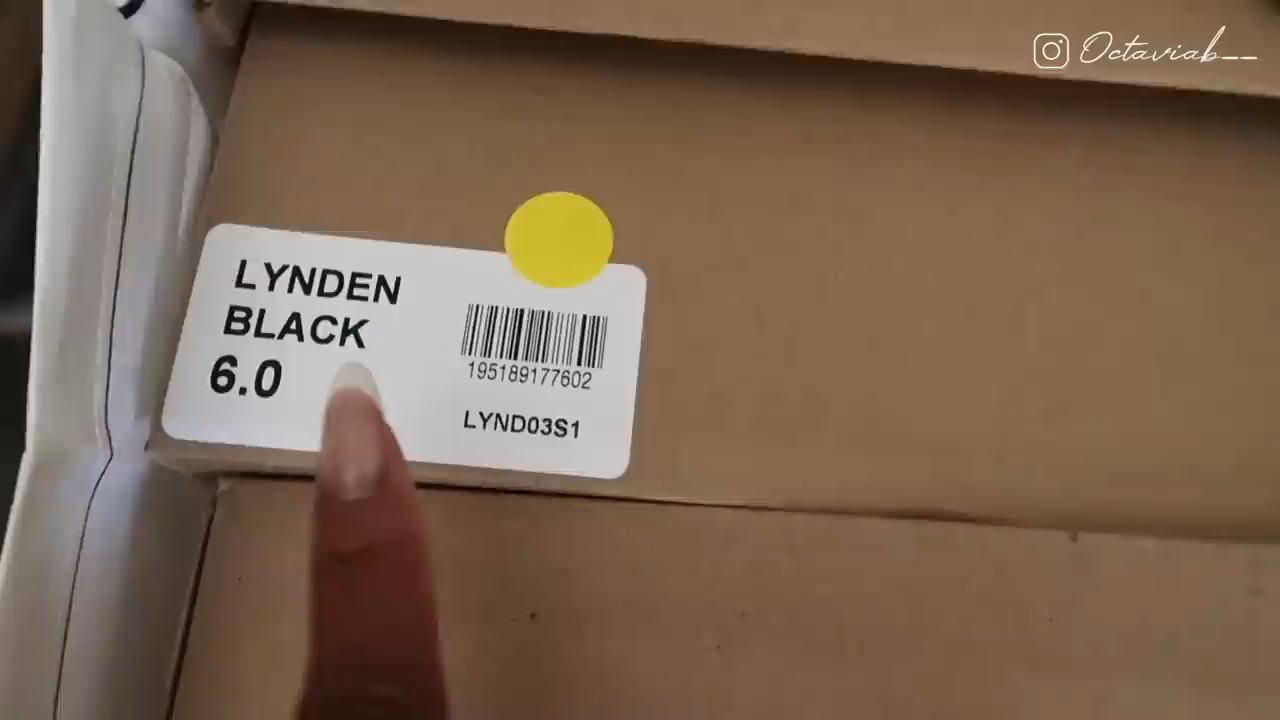 Octaviab__
LYNDEN
BLACK
6.0
195189177602
LYND03S1